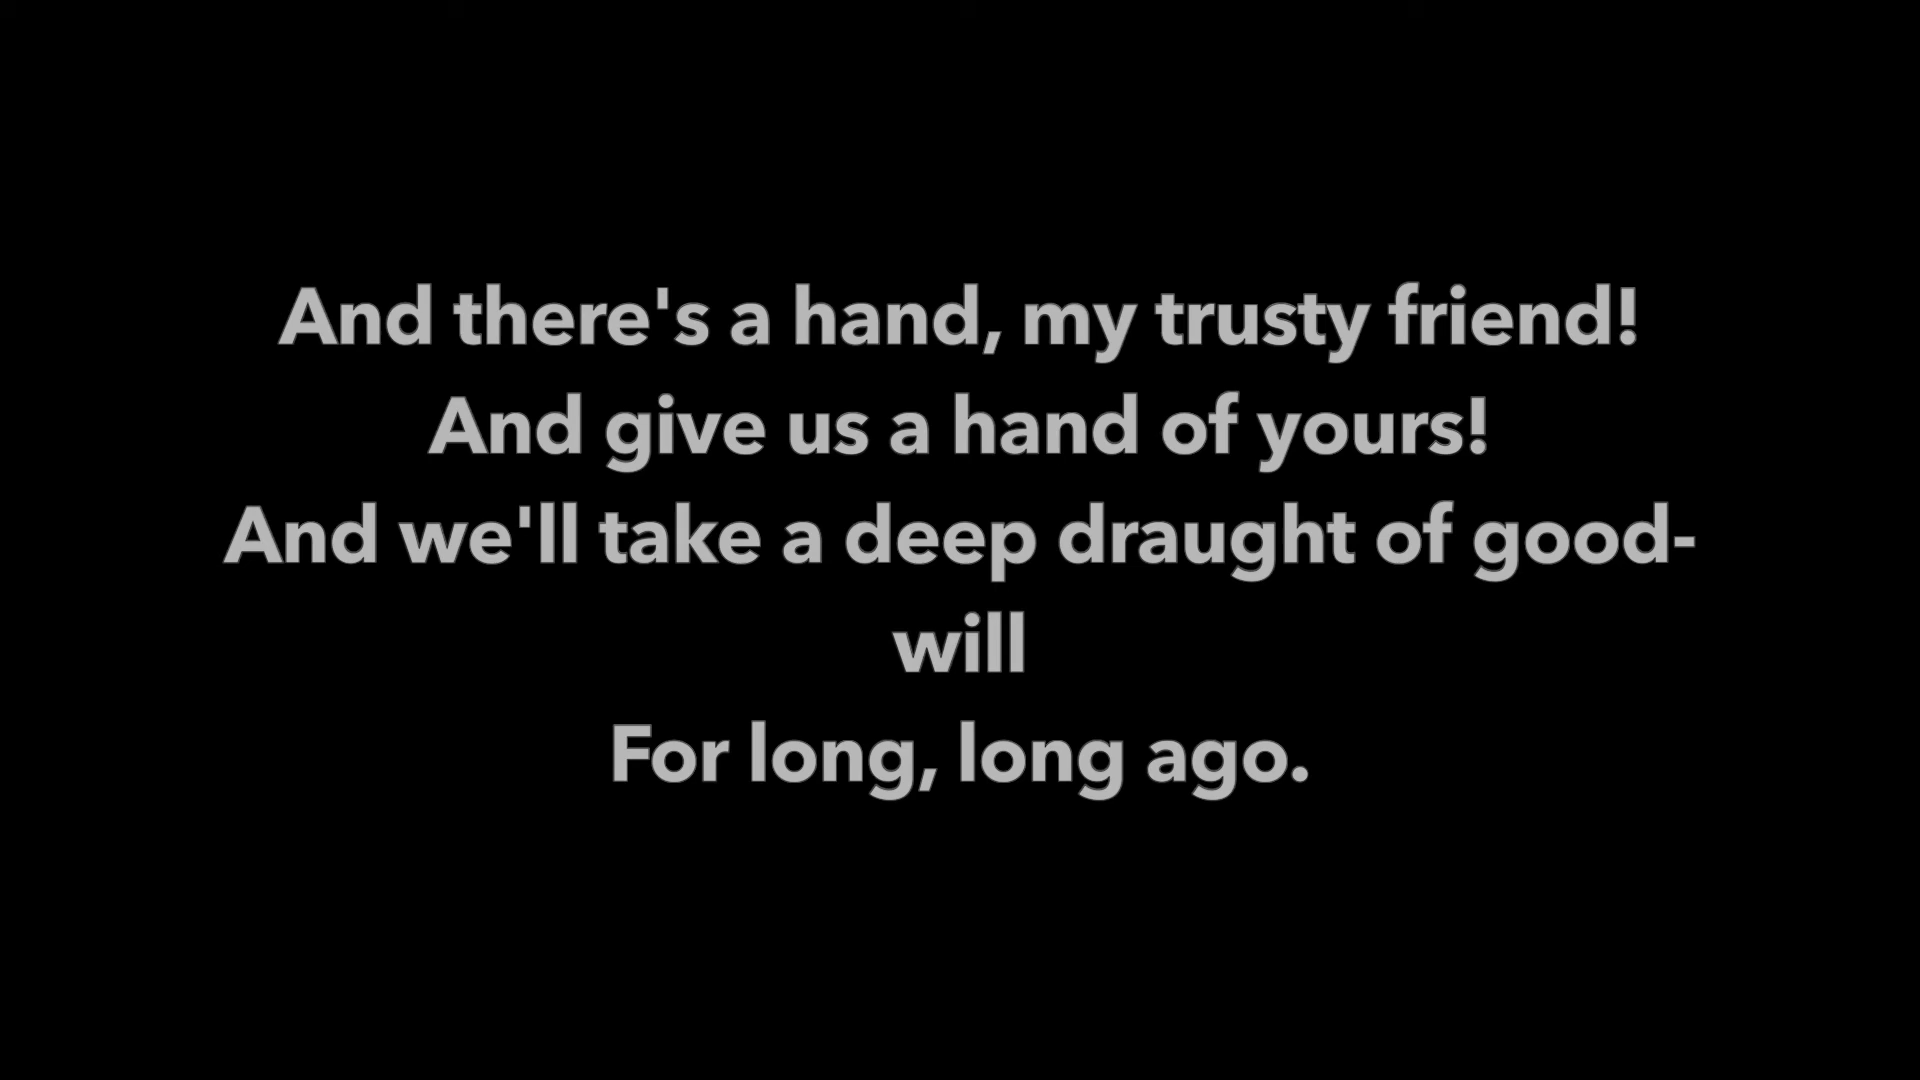 And there's a hand, my trusty friend!
And give us a hand of yours!
And we'll take a deep draught of good-
will
For long, long ago.